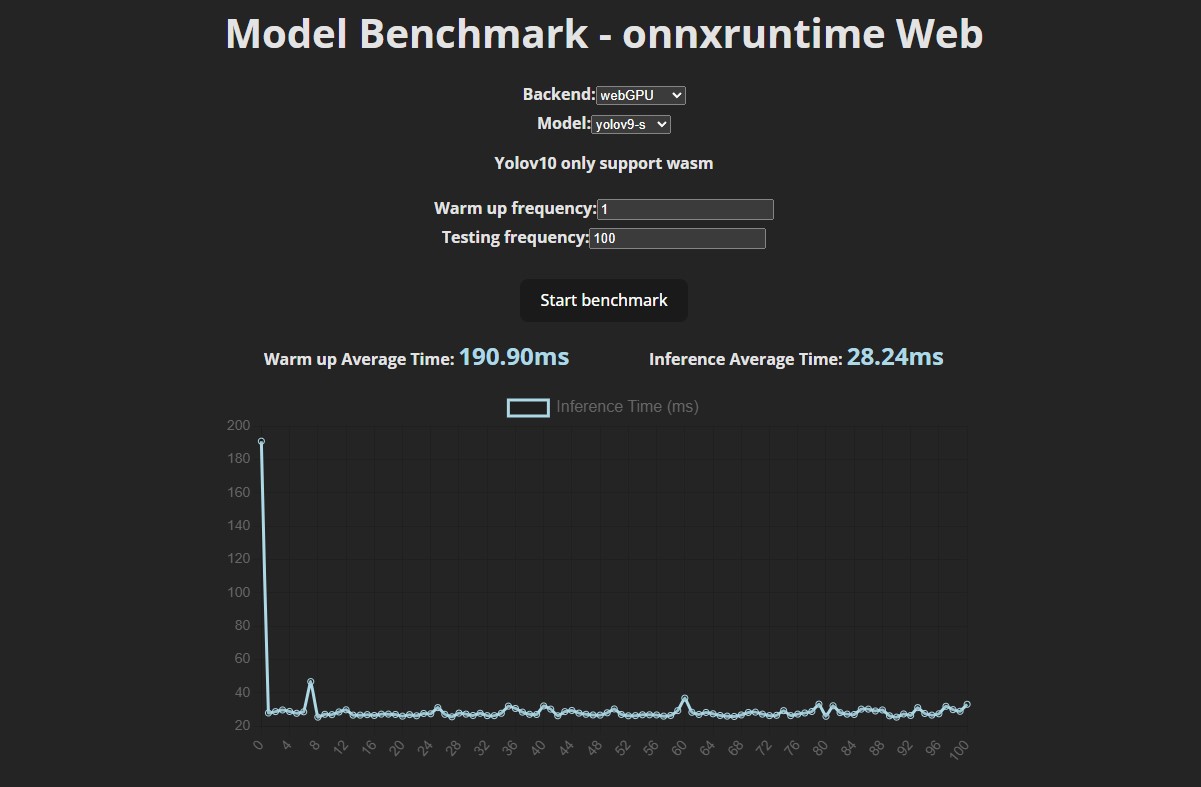 Model Benchmark - onnxruntime Web
Backend: webGPU
Model: yolov9-s
Yolov10 only support wasm
Warm up frequency: 1
Testing frequency: 100
Start benchmark
Warm up Average Time: 190.90ms Inference Average Time: 28.24ms
Inference Time (ms)
200
180
160
140
120
100
80
60
40
20
0 4 8 12 16 20 24 28 32 36 40 44 48 52 56 60 64 68 72 76 80 84 88 92 96 100